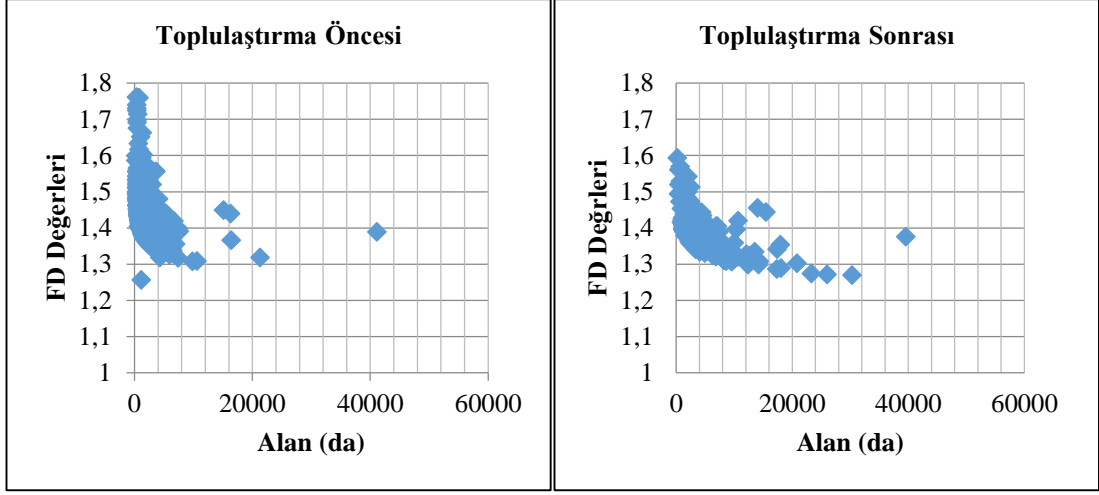 Toplulaştırma Öncesi
1,8
1,7
1,6
1,5
1,4
1,3
1,2
1,1
1
FD Değerleri
0 20000 40000 60000
Alan (da)
Toplulaştırma Sonrası
1,8
1,7
1,6
1,5
1,4
1,3
1,2
1,1
1
FD Değrleri
0 20000 40000 60000
Alan (da)